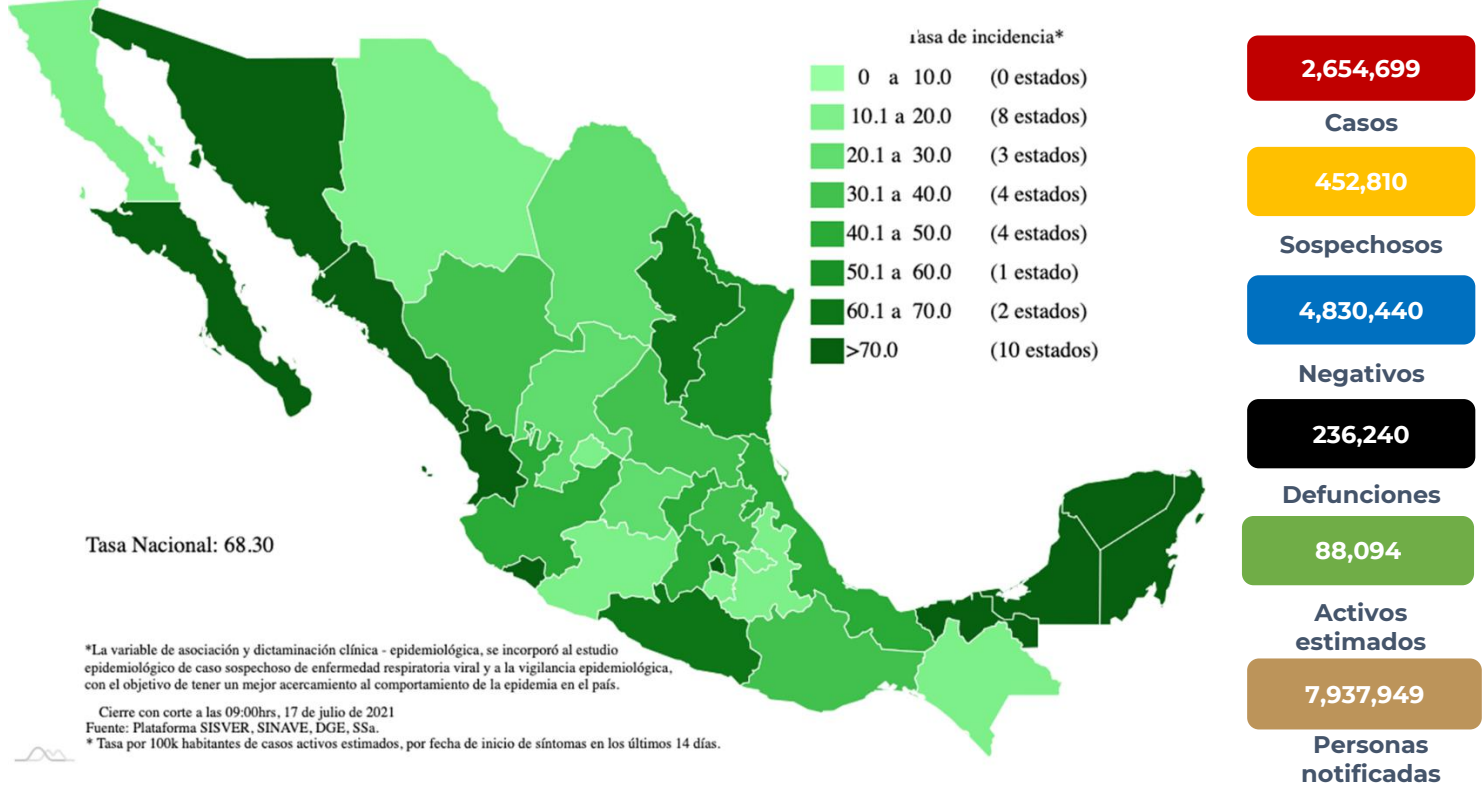 Tasa de incidencia*
0 a 10.0 (0 estados)
10.1 a 20.0 (8 estados)
20.1 a 30.0 (3 estados)
30.1 a 40.0 (4 estados)
40.1 a 50.0 (4 estados)
50.1 a 60.0 (1 estado)
60.1 a 70.0 (2 estados)
>70.0 (10 estados)
Tasa Nacional: 68.30
*La variable de asociación y dictaminación clínica - epidemiológica, se incorporó al estudio
epidemiológico de caso sospechoso de enfermedad respiratoria viral y a la vigilancia epidemiológica,
con el objetivo de tener un mejor acercamiento al comportamiento de la epidemia en el país.
Cierre con corte a las 09:00hrs, 17 de julio de 2021
Fuente: Plataforma SISVER, SINAVE, DGE, SSa.
* Tasa por 100k habitantes de casos activos estimados, por fecha de inicio de síntomas en los últimos 14 días.
2,654,699
Casos
452,810
Sospechosos
4,830,440
Negativos
236,240
Defunciones
88,094
Activos
estimados
7,937,949
Personas
notificadas